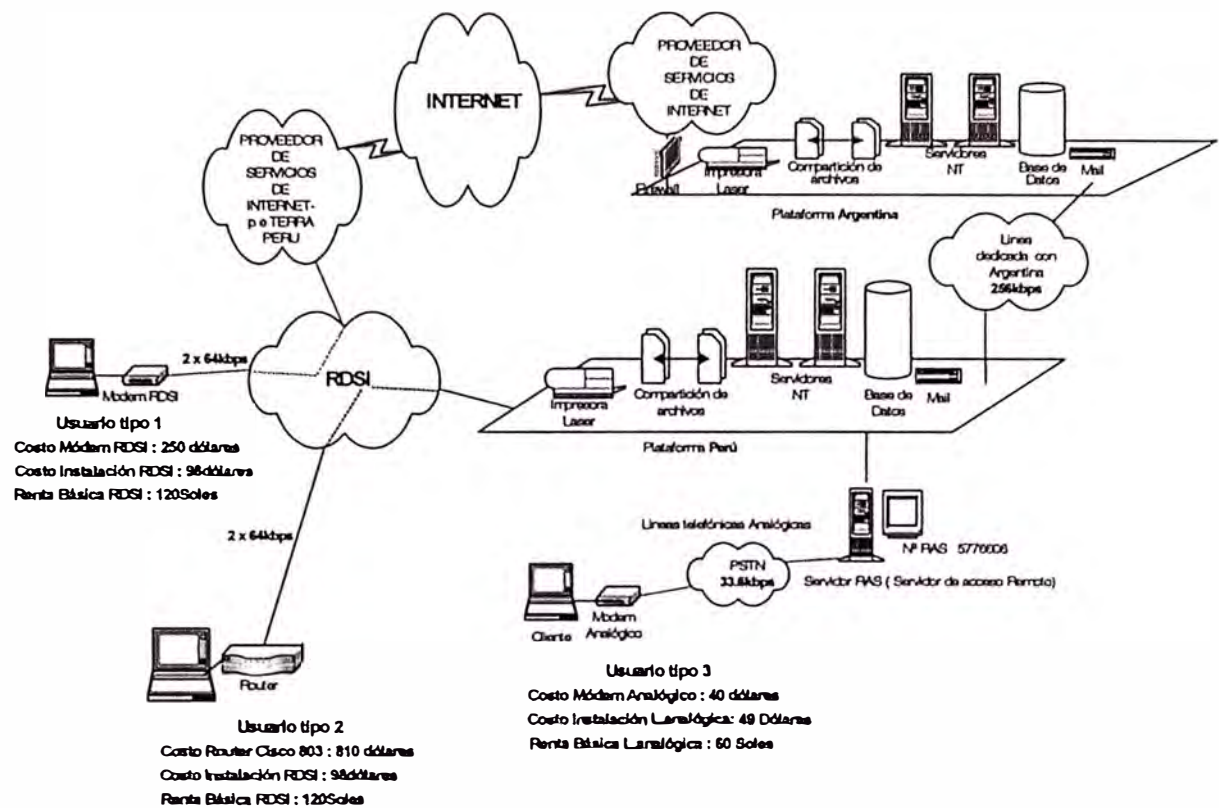 PROVEEDOR
DE
SERVICIOS
DE
INTERNET
INTERNET
PROVEEDOR
DE
SERVICIOS
DE
INTERNET-
p e TERRA
PERU
Firewall
Impresora
Laser
Compartición de
archivos
Servidores
NT
Base de
Datos
Mail
Plataforma Argentina
Linea
dedicada con
Argentina
256kbps
2 x 64kbps
RDSI
Modem RDSI
Usuario tipo 1
Costo Módem RDSI : 250 dólares
Costo Instalación RDSI : 98dólares
Renta Básica RDSI : 120Soles
Impresora
Laser
Compartición de
archivos
Servidores
NT
Base de
Datos
Mail
Plataforma Perú
2 x 64kbps
Lineas telefónicas Analógicas
PSTN
33.6kbps
Nº RAS 5776606
Servidor RAS ( Servidor de acceso Remoto)
Cliente
Modem
Analógico
Usuario tipo 3
Costo Módem Analógico : 40 dólares
Costo Instalación L.analógica: 49 Dólares
Renta Básica L.analógica : 60 Soles
Router
Usuario tipo 2
Costo Router Cisco 803 : 810 dólares
Costo Instalación RDSI : 98dólares
Renta Básica RDSI : 120Soles